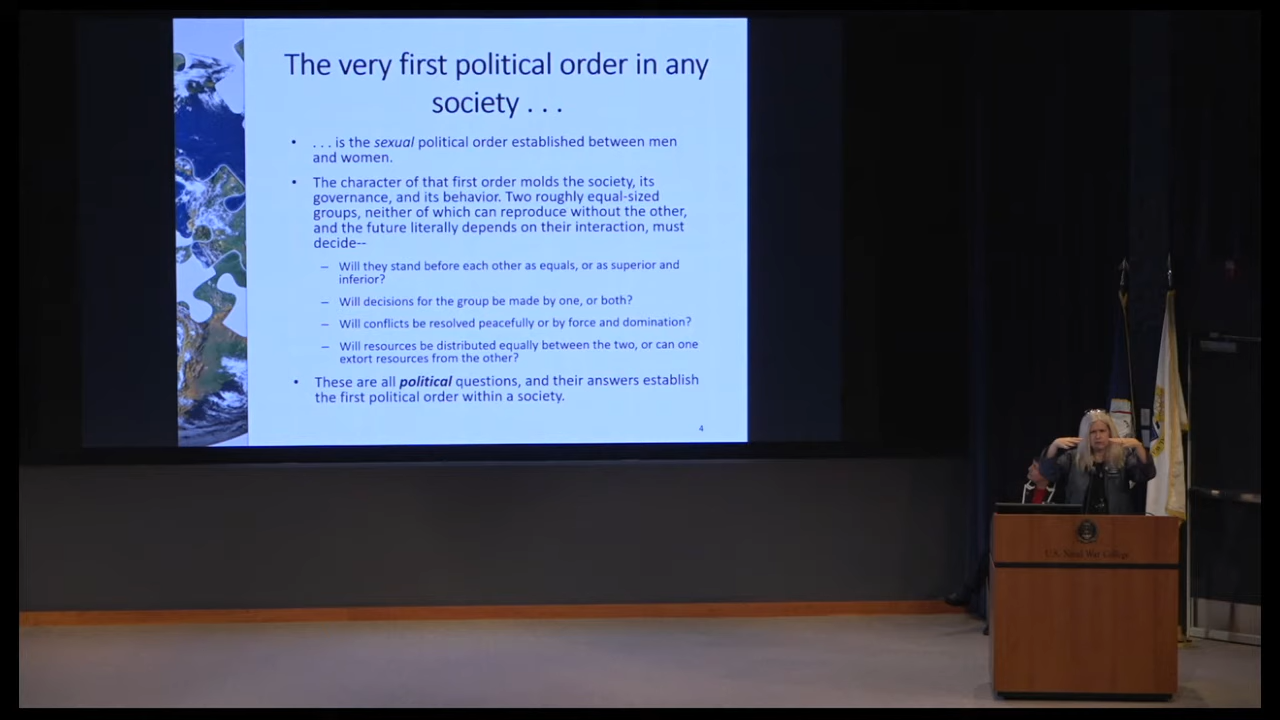 The very first political order in any
society . . .
• . . . is the sexual political order established between men
and women.
• The character of that first order molds the society, its
governance, and its behavior. Two roughly equal-sized
groups, neither of which can reproduce without the other,
and the future literally depends on their interaction, must
decide--
– Will they stand before each other as equals, or as superior and
inferior?
– Will decisions for the group be made by one, or both?
– Will conflicts be resolved peacefully or by force and domination?
– Will resources be distributed equally between the two, or can one
extort resources from the other?
• These are all political questions, and their answers establish
the first political order within a society.
4
U.S. Naval War College